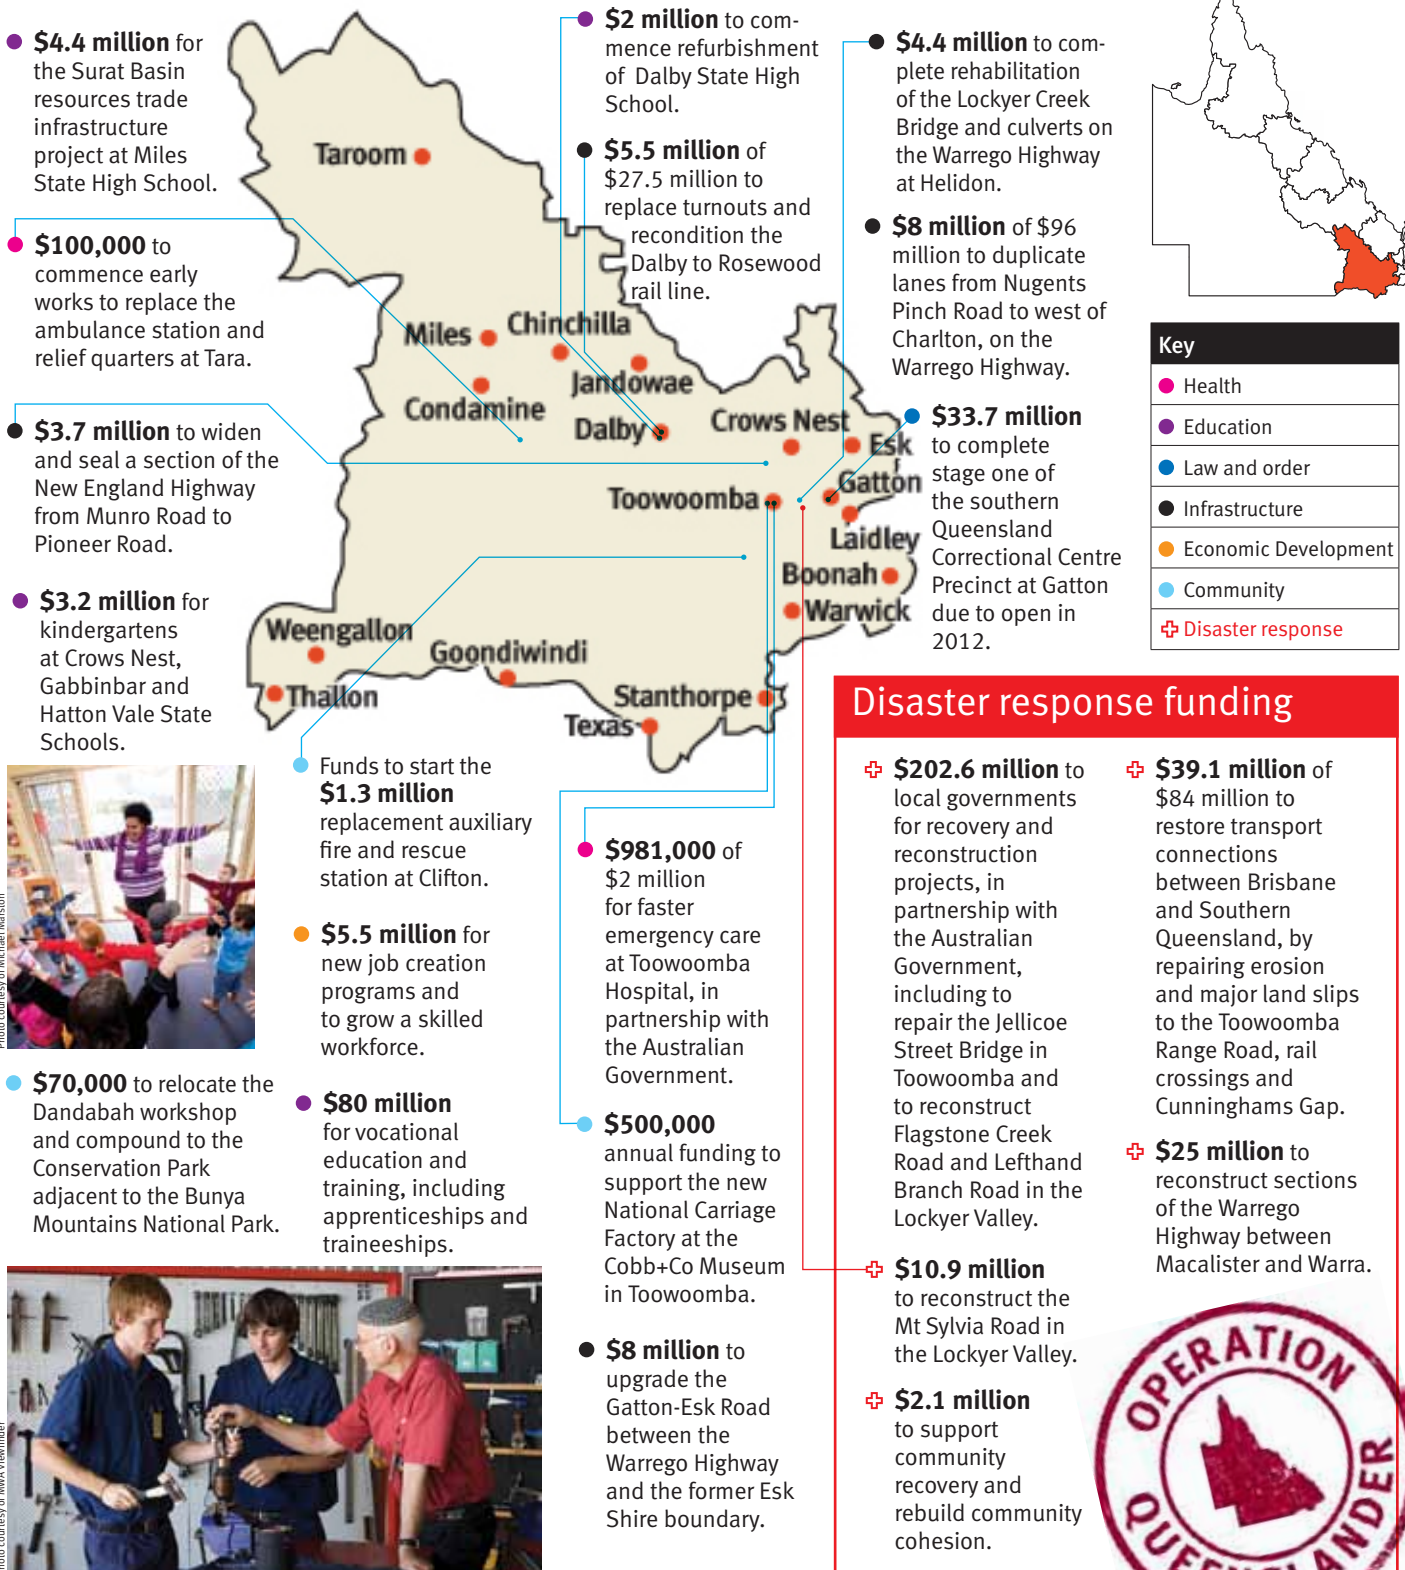 $4.4 million for
the Surat Basin
resources trade
infrastructure
project at Miles
State High School.
$100,000 to
commence early
works to replace the
ambulance station and
relief quarters at Tara.
$3.7 million to widen
and seal a section of the
New England Highway
from Munro Road to
Pioneer Road.
$3.2 million for
kindergartens
at Crows Nest,
Gabbinbar and
Hatton Vale State
Schools.
$2 million to com-
mence refurbishment
of Dalby State High
School.
$5.5 million of
$27.5 million to
replace turnouts and
recondition the
Dalby to Rosewood
rail line.
$4.4 million to com-
plete rehabilitation
of the Lockyer Creek
Bridge and culverts on
the Warrego Highway
at Helidon.
$8 million of $96
million to duplicate
lanes from Nugents
Pinch Road to west of
Charlton, on the
Warrego Highway.
$33.7 million
to complete
stage one of
the southern
Queensland
Correctional Centre
Precinct at Gatton
due to open in
2012.
Taroom
Miles
Chinchilla
Jandowae
Condamine
Dalby
Crows Nest
Esk
Gatton
Toowoomba
Laidley
Boonah
Warwick
Weengallon
Goondiwindi
Thallon
Stanthorpe
Texas
Key
Health
Education
Law and order
Infrastructure
Economic Development
Community
Disaster response
Photo courtesy of Michael Marston
$70,000 to relocate the
Dandabah workshop
and compound to the
Conservation Park
adjacent to the Bunya
Mountains National Park.
Funds to start the
$1.3 million
replacement auxiliary
fire and rescue
station at Clifton.
$5.5 million for
new job creation
programs and
to grow a skilled
workforce.
$80 million
for vocational
education and
training, including
apprenticeships and
traineeships.
$981,000 of
$2 million
for faster
emergency care
at Toowoomba
Hospital, in
partnership with
the Australian
Government.
$500,000
annual funding to
support the new
National Carriage
Factory at the
Cobb+Co Museum
in Toowoomba.
$8 million to
upgrade the
Gatton-Esk Road
between the
Warrego Highway
and the former Esk
Shire boundary.
Photo courtesy of MWA Viewfinder
Disaster response funding
$202.6 million to
local governments
for recovery and
reconstruction
projects, in
partnership with
the Australian
Government,
including to
repair the Jellicoe
Street Bridge in
Toowoomba and
to reconstruct
Flagstone Creek
Road and Lefthand
Branch Road in the
Lockyer Valley.
$10.9 million
to reconstruct the
Mt Sylvia Road in
the Lockyer Valley.
$2.1 million
to support
community
recovery and
rebuild community
cohesion.
$39.1 million of
$84 million to
restore transport
connections
between Brisbane
and Southern
Queensland, by
repairing erosion
and major land slips
to the Toowoomba
Range Road, rail
crossings and
Cunninghams Gap.
$25 million to
reconstruct sections
of the Warrego
Highway between
Macalister and Warra.
OPERATION
QUEENSLANDER